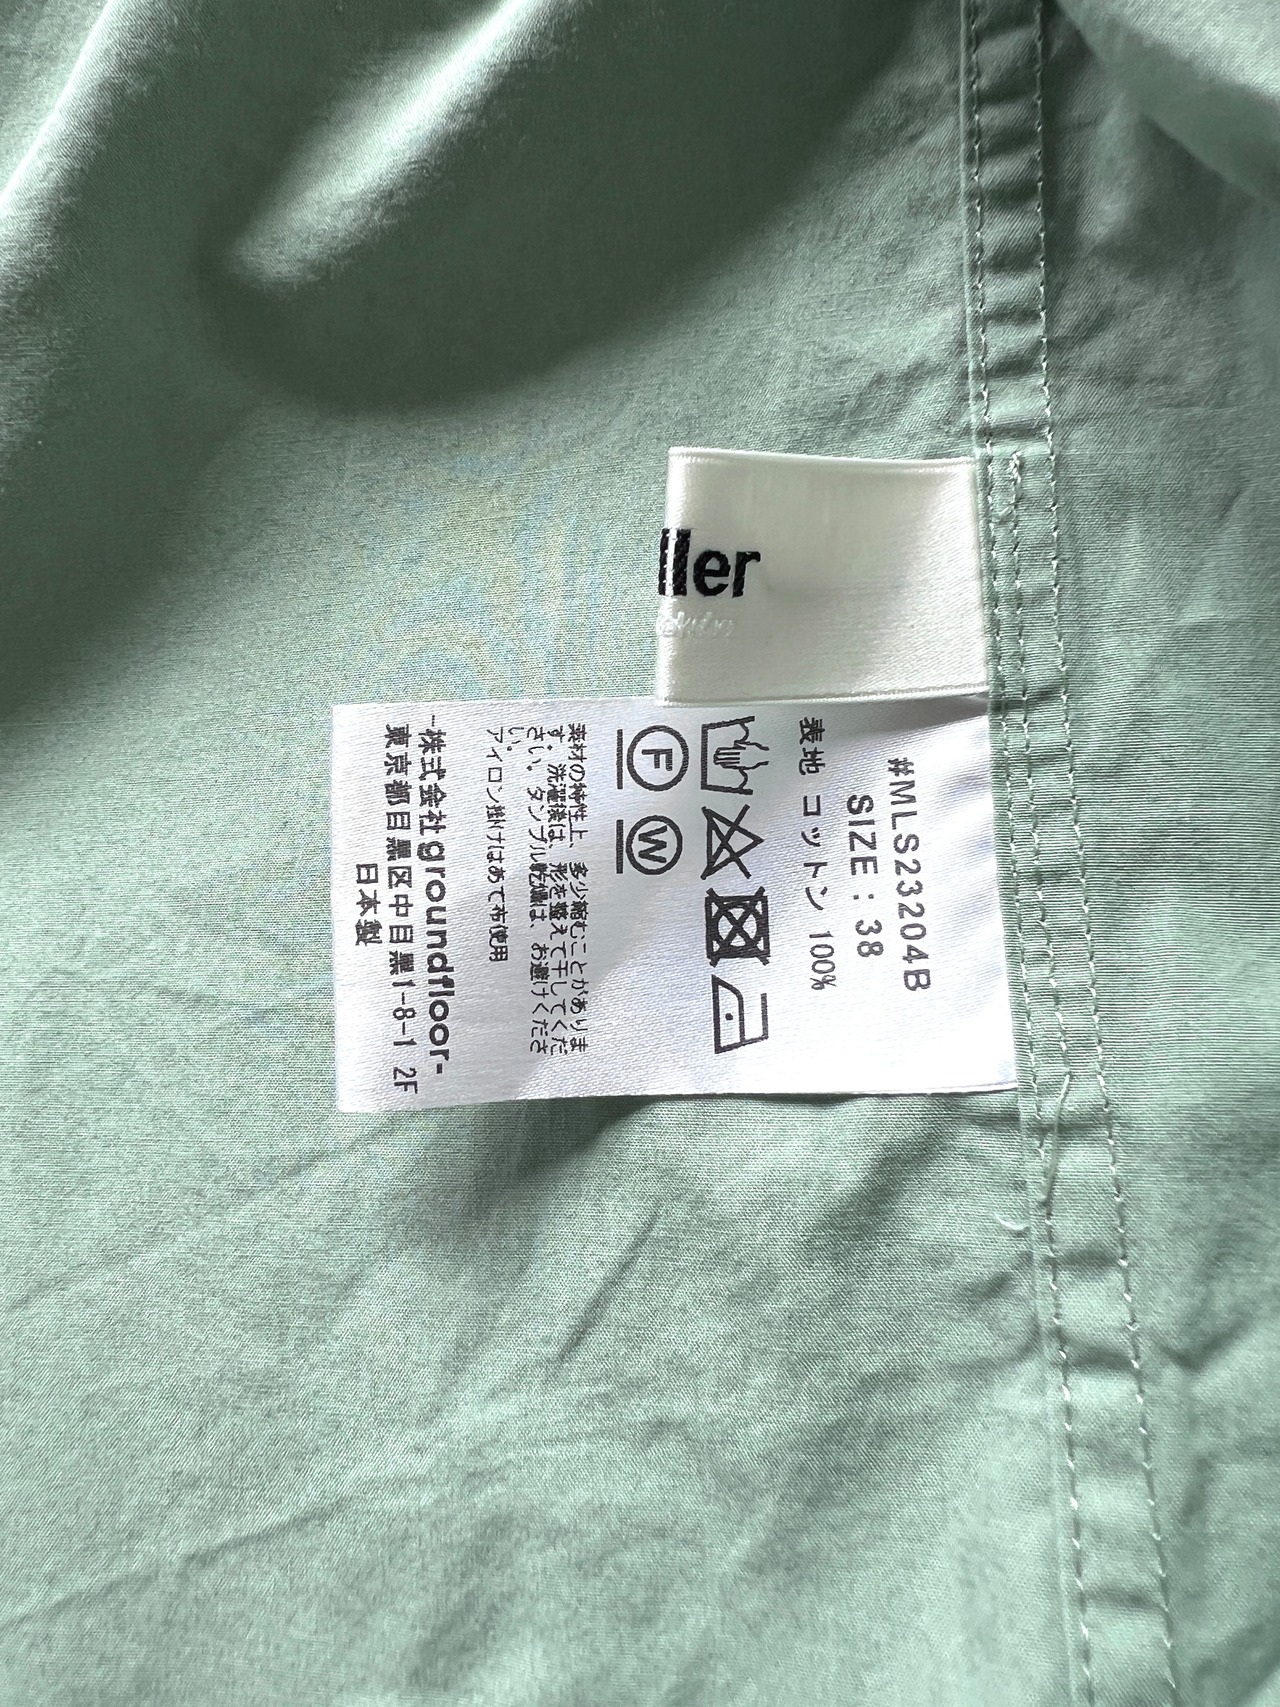 ller
#MLS23204B
SIZE : 38
表地 コットン 100%
F W
素材の特性上、多少縮むことがありま
す。洗濯後は、形を整えて干してくだ
さい。タンブル乾燥は、お避けくださ
い。
アイロン掛けはあて布使用
-株式会社groundfloor-
東京都目黒区中目黒1-8-1 2F
日本製